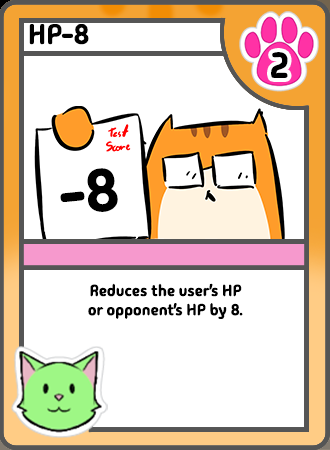 HP-8
2
Test
Score
-8
Reduces the user's HP
or opponent's HP by 8.